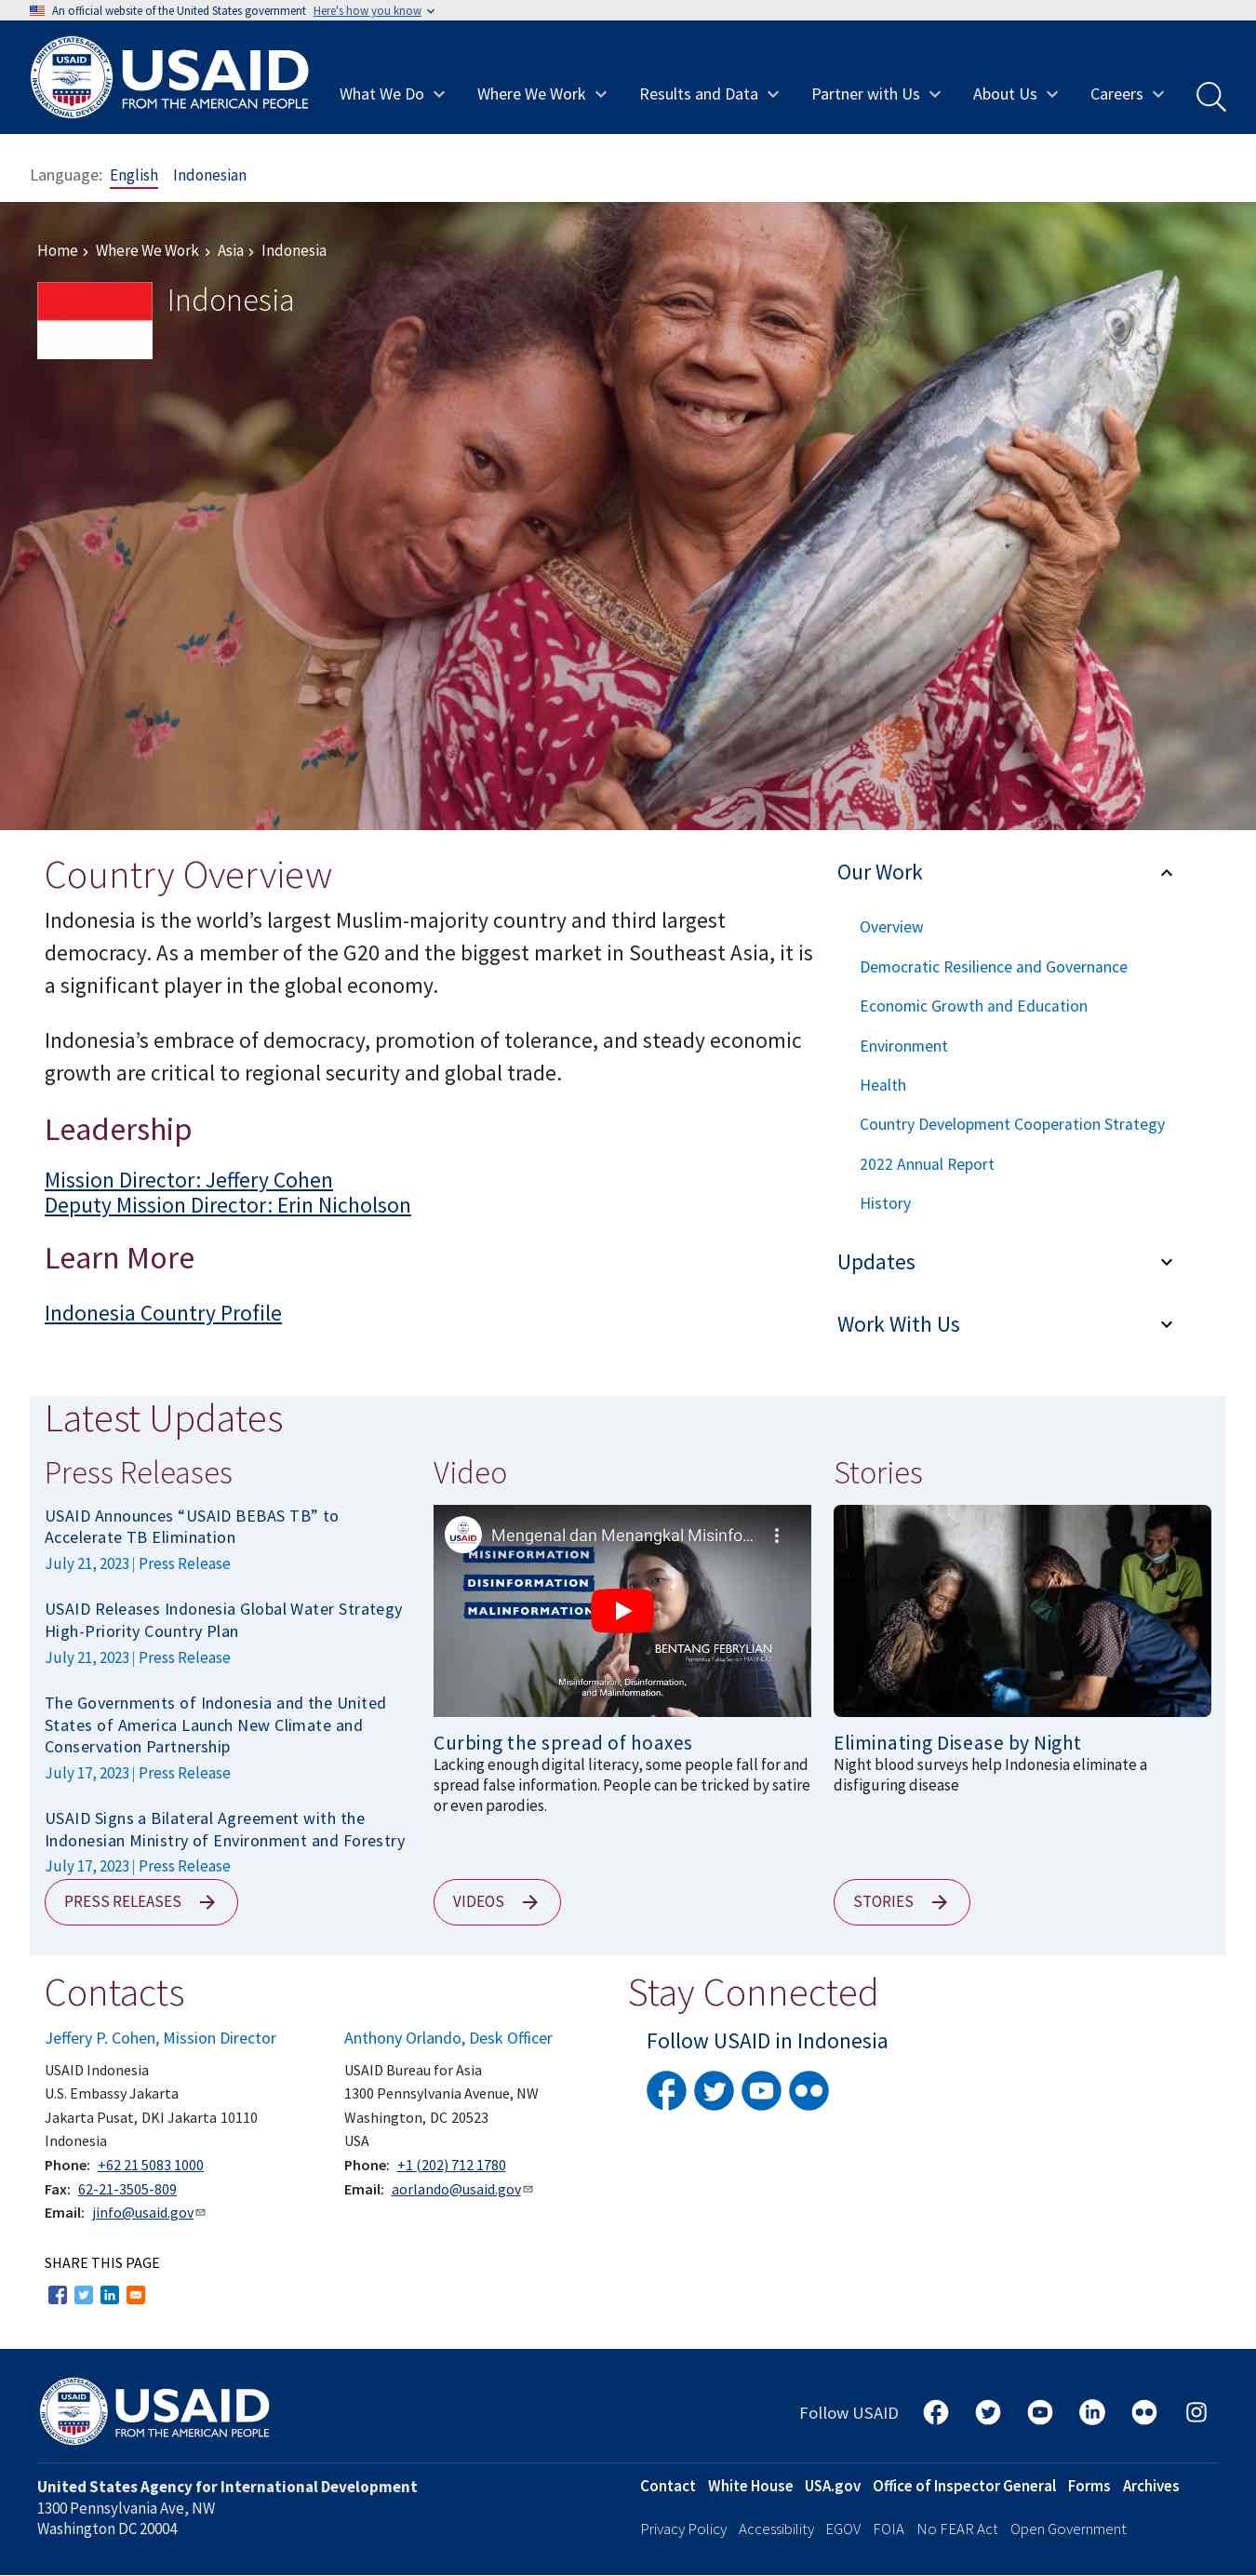 An official website of the United States government Here's how you know
UNITED STATES AGENCY
USAID
INTERNATIONAL DEVELOPMENT
USAID
FROM THE AMERICAN PEOPLE
What We Do Where We Work Results and Data Partner with Us About Us Careers
Language: English Indonesian
Home › Where We Work › Asia › Indonesia
Indonesia
Country Overview
Indonesia is the world’s largest Muslim-majority country and third largest
democracy. As a member of the G20 and the biggest market in Southeast Asia, it is
a significant player in the global economy.
Indonesia’s embrace of democracy, promotion of tolerance, and steady economic
growth are critical to regional security and global trade.
Leadership
Mission Director: Jeffery Cohen
Deputy Mission Director: Erin Nicholson
Learn More
Indonesia Country Profile
Our Work
Overview
Democratic Resilience and Governance
Economic Growth and Education
Environment
Health
Country Development Cooperation Strategy
2022 Annual Report
History
Updates
Work With Us
Latest Updates
Press Releases
USAID Announces “USAID BEBAS TB” to
Accelerate TB Elimination
July 21, 2023 | Press Release
USAID Releases Indonesia Global Water Strategy
High-Priority Country Plan
July 21, 2023 | Press Release
The Governments of Indonesia and the United
States of America Launch New Climate and
Conservation Partnership
July 17, 2023 | Press Release
USAID Signs a Bilateral Agreement with the
Indonesian Ministry of Environment and Forestry
July 17, 2023 | Press Release
PRESS RELEASES
Video
USAID
Mengenal dan Menangkal Misinfo...
MISINFORMATION
DISINFORMATION
MALINFORMATION
BENTANG FEBRYLIAN
Misinformation, Disinformation,
and Malinformation.
Curbing the spread of hoaxes
Lacking enough digital literacy, some people fall for and
spread false information. People can be tricked by satire
or even parodies.
VIDEOS
Stories
Eliminating Disease by Night
Night blood surveys help Indonesia eliminate a
disfiguring disease
STORIES
Contacts
Jeffery P. Cohen, Mission Director
USAID Indonesia
U.S. Embassy Jakarta
Jakarta Pusat, DKI Jakarta 10110
Indonesia
Phone: +62 21 5083 1000
Fax: 62-21-3505-809
Email: jinfo@usaid.gov
Anthony Orlando, Desk Officer
USAID Bureau for Asia
1300 Pennsylvania Avenue, NW
Washington, DC 20523
USA
Phone: +1 (202) 712 1780
Email: aorlando@usaid.gov
Stay Connected
Follow USAID in Indonesia
SHARE THIS PAGE
UNITED STATES AGENCY
USAID
INTERNATIONAL DEVELOPMENT
USAID
FROM THE AMERICAN PEOPLE
Follow USAID
United States Agency for International Development
1300 Pennsylvania Ave, NW
Washington DC 20004
Contact White House USA.gov Office of Inspector General Forms Archives
Privacy Policy Accessibility EGOV FOIA No FEAR Act Open Government